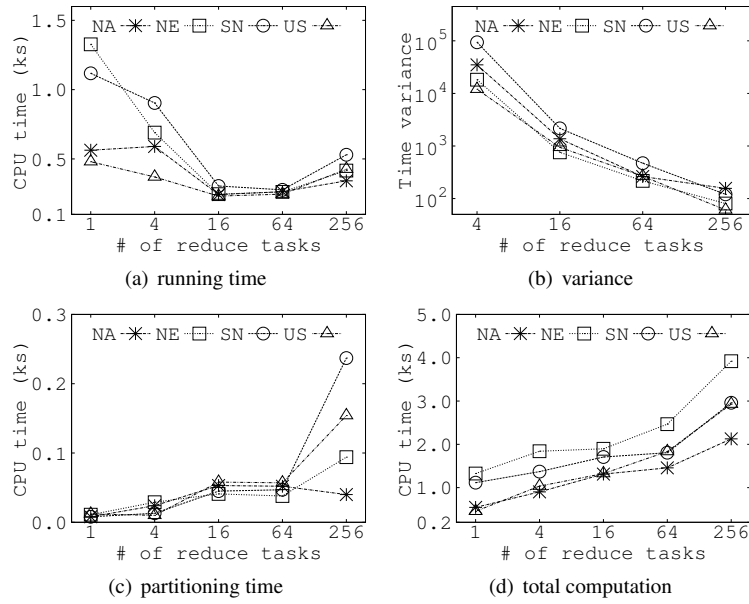 NA NE SN US
1.5
1.0
0.5
0.1
CPU time (ks)
1 4 16 64 256
# of reduce tasks
(a) running time
NA NE SN US
10^5
10^4
10^3
10^2
Time variance
4 16 64 256
# of reduce tasks
(b) variance
NA NE SN US
0.3
0.2
0.1
0.0
CPU time (ks)
1 4 16 64 256
# of reduce tasks
(c) partitioning time
NA NE SN US
5.0
4.0
3.0
2.0
1.0
0.2
CPU time (ks)
1 4 16 64 256
# of reduce tasks
(d) total computation